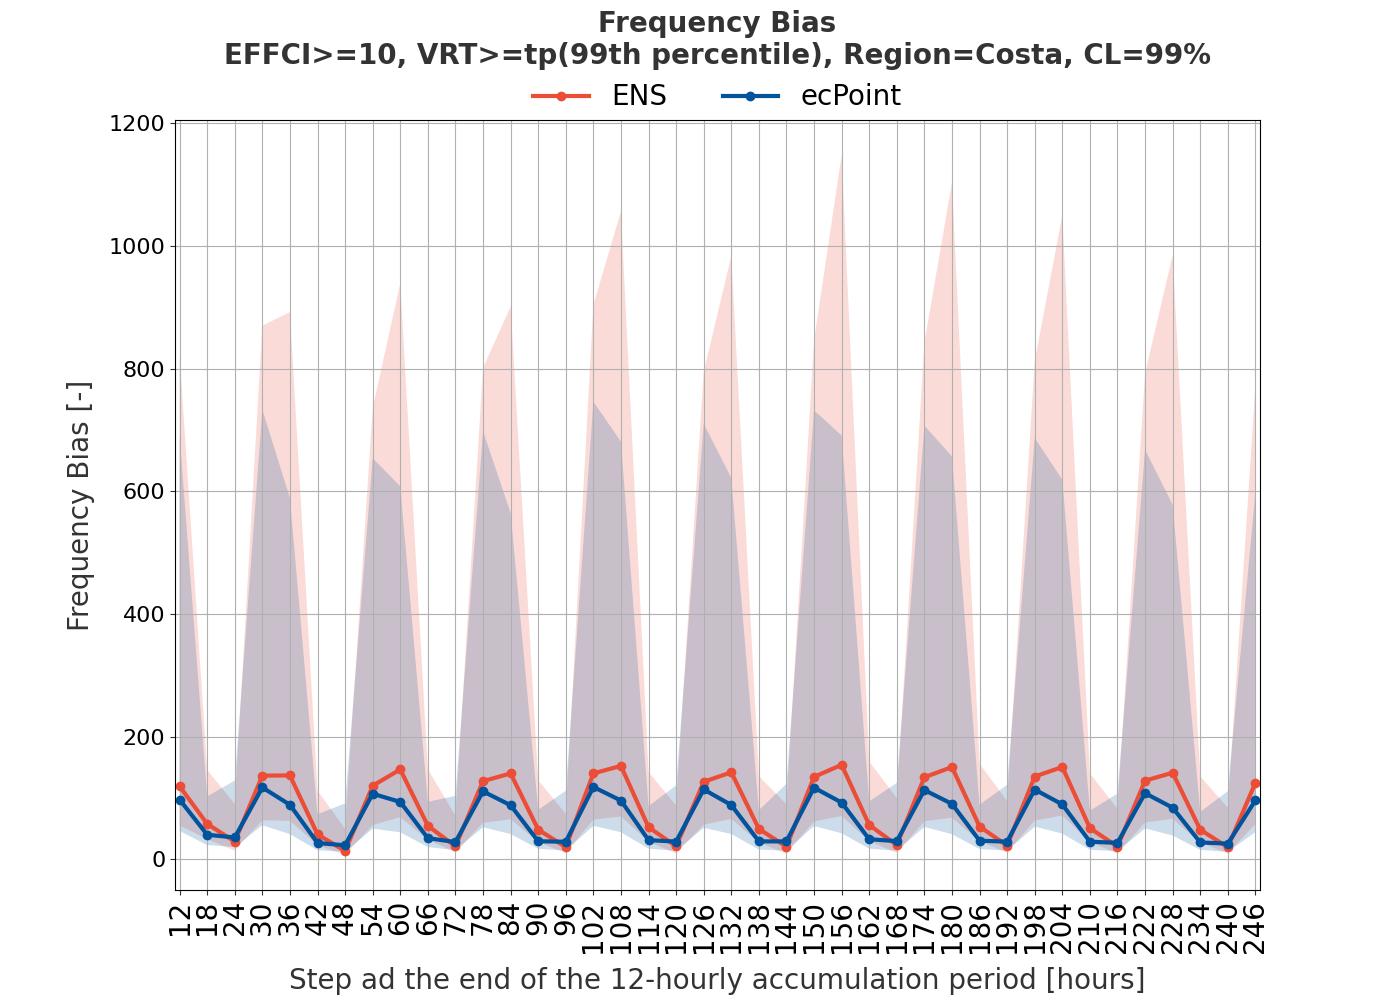 Frequency Bias
EFFCI>=10, VRT>=tp(99th percentile), Region=Costa, CL=99%
ENS ecPoint
1200
1000
800
600
400
200
0
Frequency Bias [-]
12 18 24 30 36 42 48 54 60 66 72 78 84 90 96 102 108 114 120 126 132 138 144 150 156 162 168 174 180 186 192 198 204 210 216 222 228 234 240 246
Step ad the end of the 12-hourly accumulation period [hours]